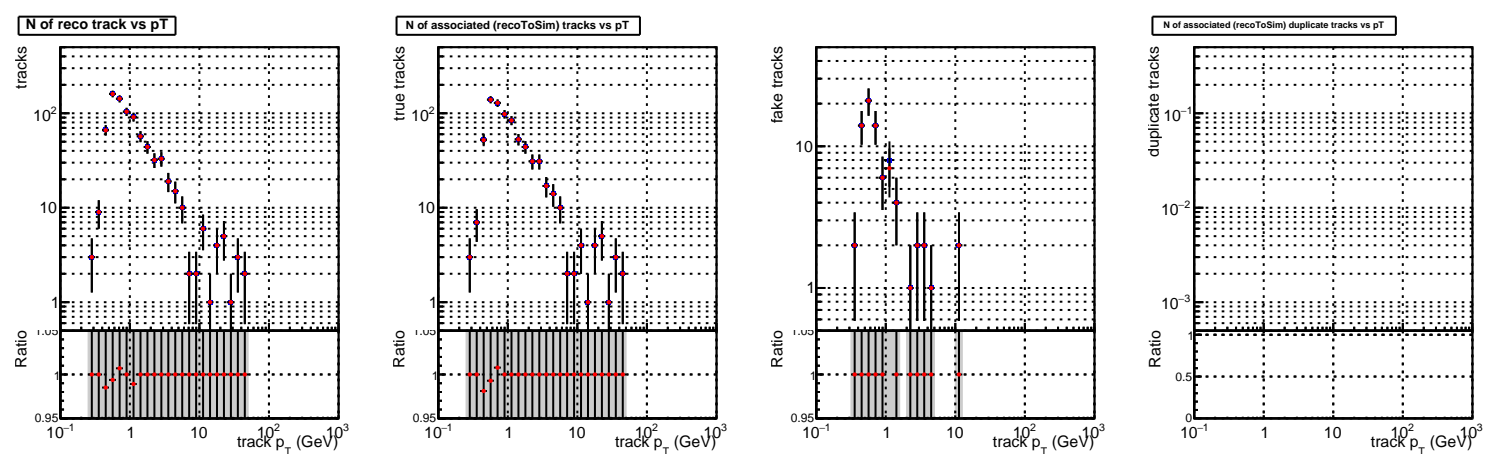 N of reco track vs pT
tracks
10²
10
1
1.05
Ratio
1
0.95
10⁻¹ 1 10 10² 10³
track p_T (GeV)
N of associated (recoToSim) tracks vs pT
true tracks
10²
10
1
1.05
Ratio
1
0.95
10⁻¹ 1 10 10² 10³
track p_T (GeV)
fake tracks
10
1
1.05
Ratio
1
0.95
10⁻¹ 1 10 10² 10³
track p_T (GeV)
N of associated (recoToSim) duplicate tracks vs pT
duplicate tracks
10⁻¹
10⁻²
10⁻³
Ratio
1
0.5
0
10⁻¹ 1 10 10² 10³
track p_T (GeV)